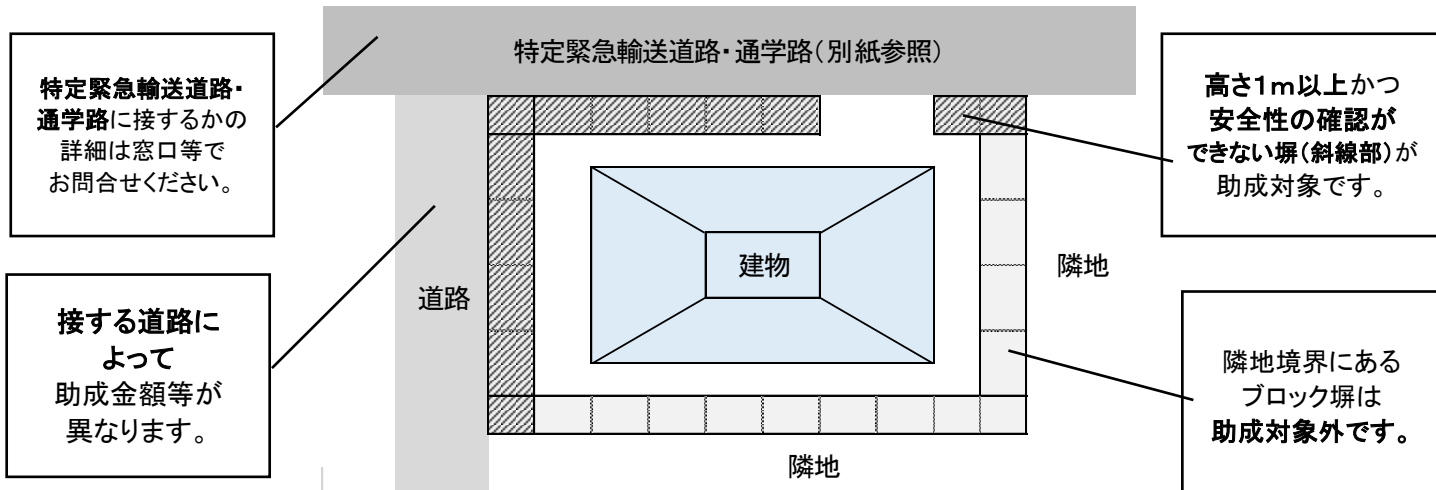 特定緊急輸送道路・通学路(別紙参照)
特定緊急輸送道路・
通学路に接するかの
詳細は窓口等で
お問合せください。
高さ1m以上かつ
安全性の確認が
できない塀(斜線部)が
助成対象です。
建物
隣地
道路
接する道路に
よって
助成金額等が
異なります。
隣地境界にある
ブロック塀は
助成対象外です。
隣地